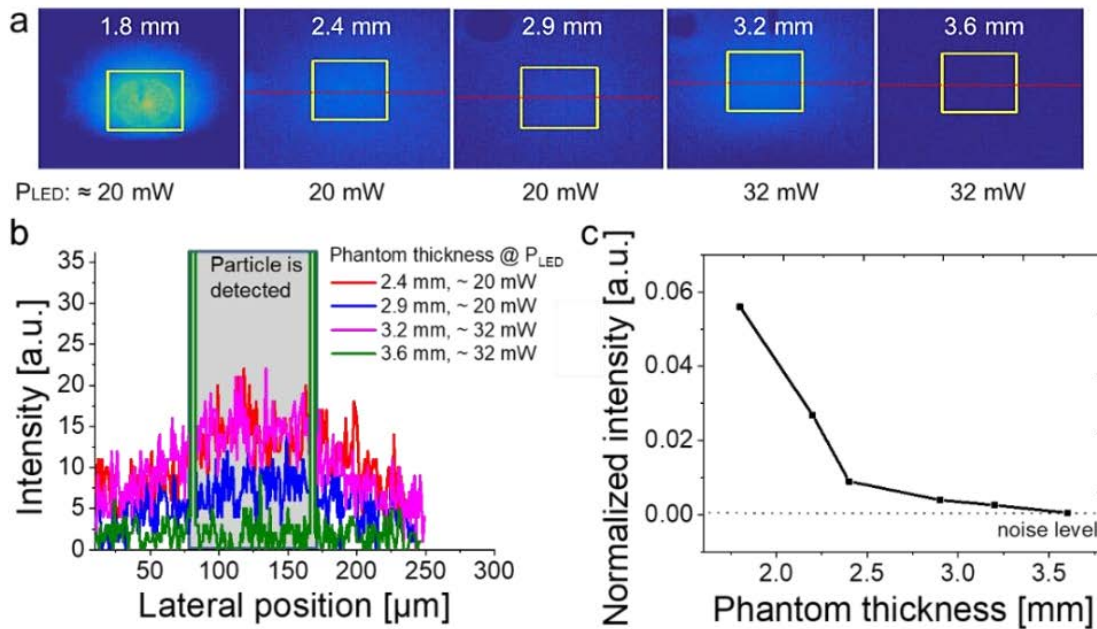 a
1.8 mm 2.4 mm 2.9 mm 3.2 mm 3.6 mm
PLED: ≈ 20 mW 20 mW 20 mW 32 mW 32 mW
b
Intensity [a.u.]
35
30
25
20
15
10
5
0
Particle is
detected
Phantom thickness @ PLED
2.4 mm, ~ 20 mW
2.9 mm, ~ 20 mW
3.2 mm, ~ 32 mW
3.6 mm, ~ 32 mW
50 100 150 200 250 300
Lateral position [µm]
c
Normalized intensity [a.u.]
0.06
0.04
0.02
0.00
noise level
2.0 2.5 3.0 3.5
Phantom thickness [mm]